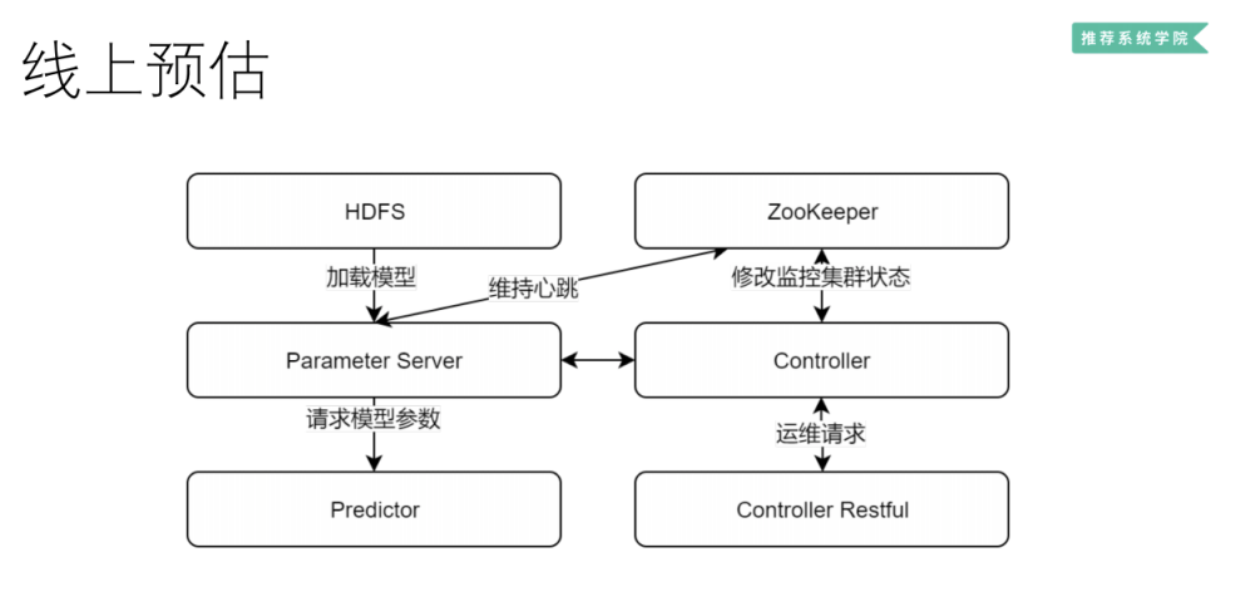 线上预估
推荐系统学院
HDFS
ZooKeeper
加载模型
维持心跳
修改监控集群状态
Parameter Server
Controller
请求模型参数
运维请求
Predictor
Controller Restful